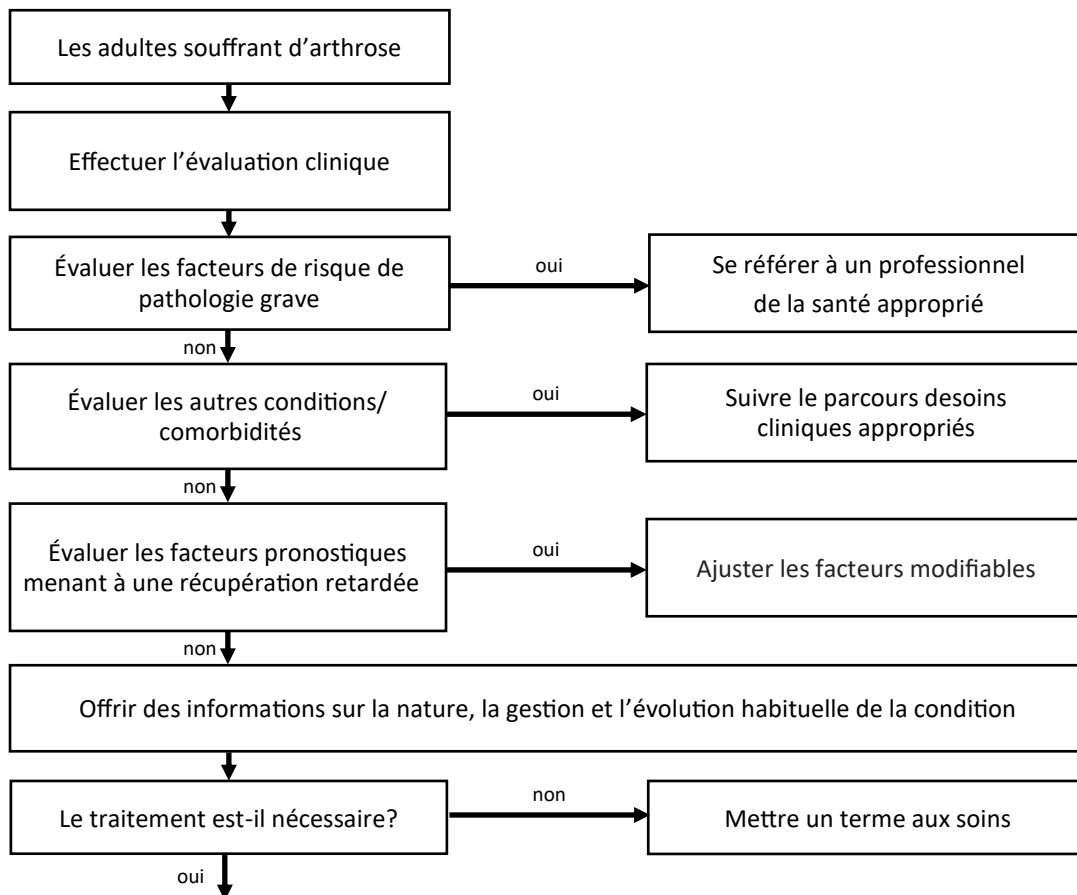 Les adultes souffrant d’arthrose
Effectuer l’évaluation clinique
Évaluer les facteurs de risque de
pathologie grave
oui
Se référer à un professionnel
de la santé approprié
non
Évaluer les autres conditions/
comorbidités
oui
Suivre le parcours desoins
cliniques appropriés
non
Évaluer les facteurs pronostiques
menant à une récupération retardée
oui
Ajuster les facteurs modifiables
non
Offrir des informations sur la nature, la gestion et l’évolution habituelle de la condition
Le traitement est-il nécessaire?
non
Mettre un terme aux soins
oui